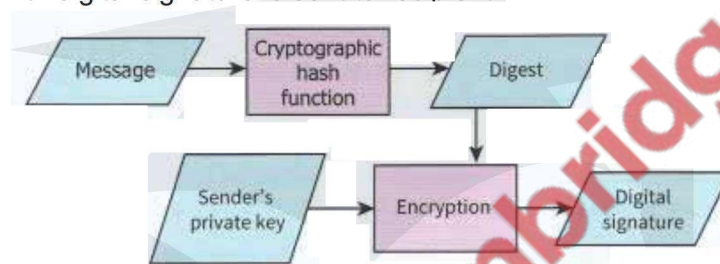 Message
Cryptographic
hash
function
Digest
Sender's
private key
Encryption
Digital
signature